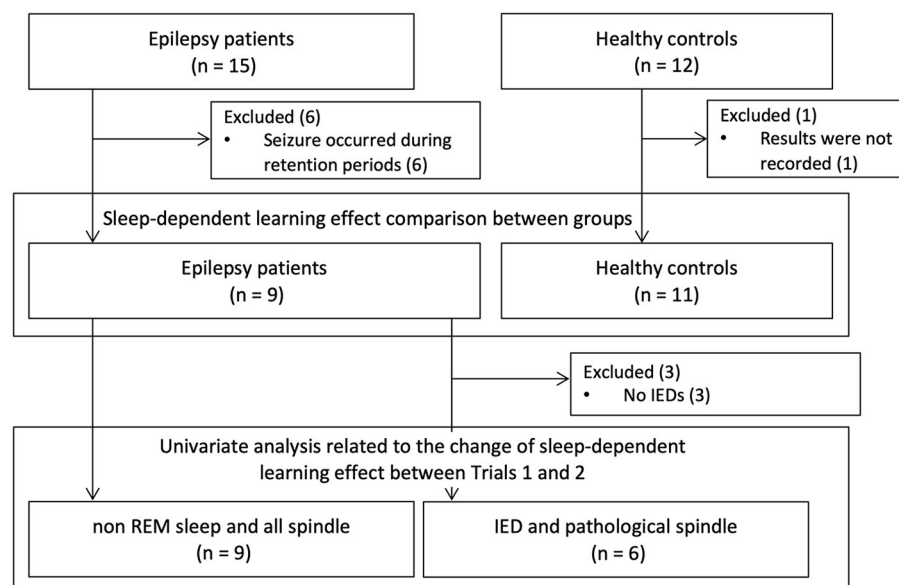 Epilepsy patients
(n = 15)
Healthy controls
(n = 12)
Excluded (6)
• Seizure occurred during
retention periods (6)
Excluded (1)
• Results were not
recorded (1)
Sleep-dependent learning effect comparison between groups
Epilepsy patients
(n = 9)
Healthy controls
(n = 11)
Excluded (3)
• No IEDs (3)
Univariate analysis related to the change of sleep-dependent
learning effect between Trials 1 and 2
non REM sleep and all spindle
(n = 9)
IED and pathological spindle
(n = 6)